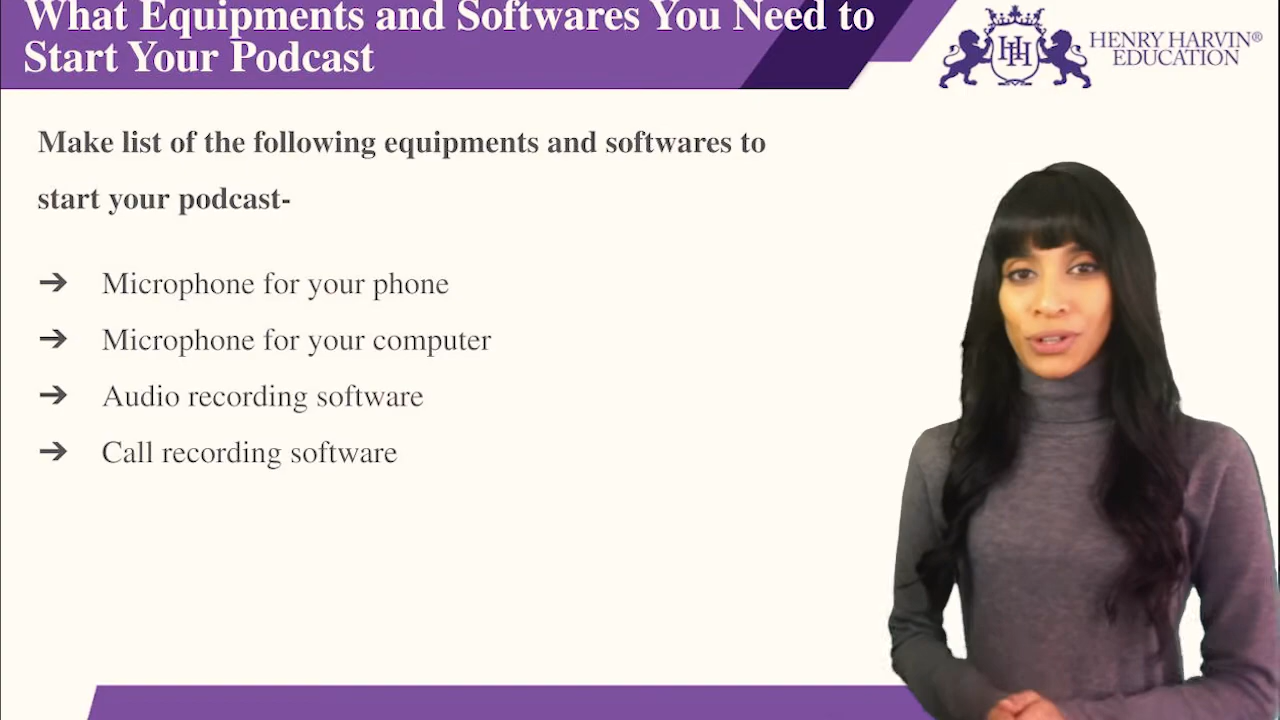 What Equipments and Softwares You Need to
Start Your Podcast
HENRY HARVIN®
EDUCATION
Make list of the following equipments and softwares to
start your podcast-
➔ Microphone for your phone
➔ Microphone for your computer
➔ Audio recording software
➔ Call recording software